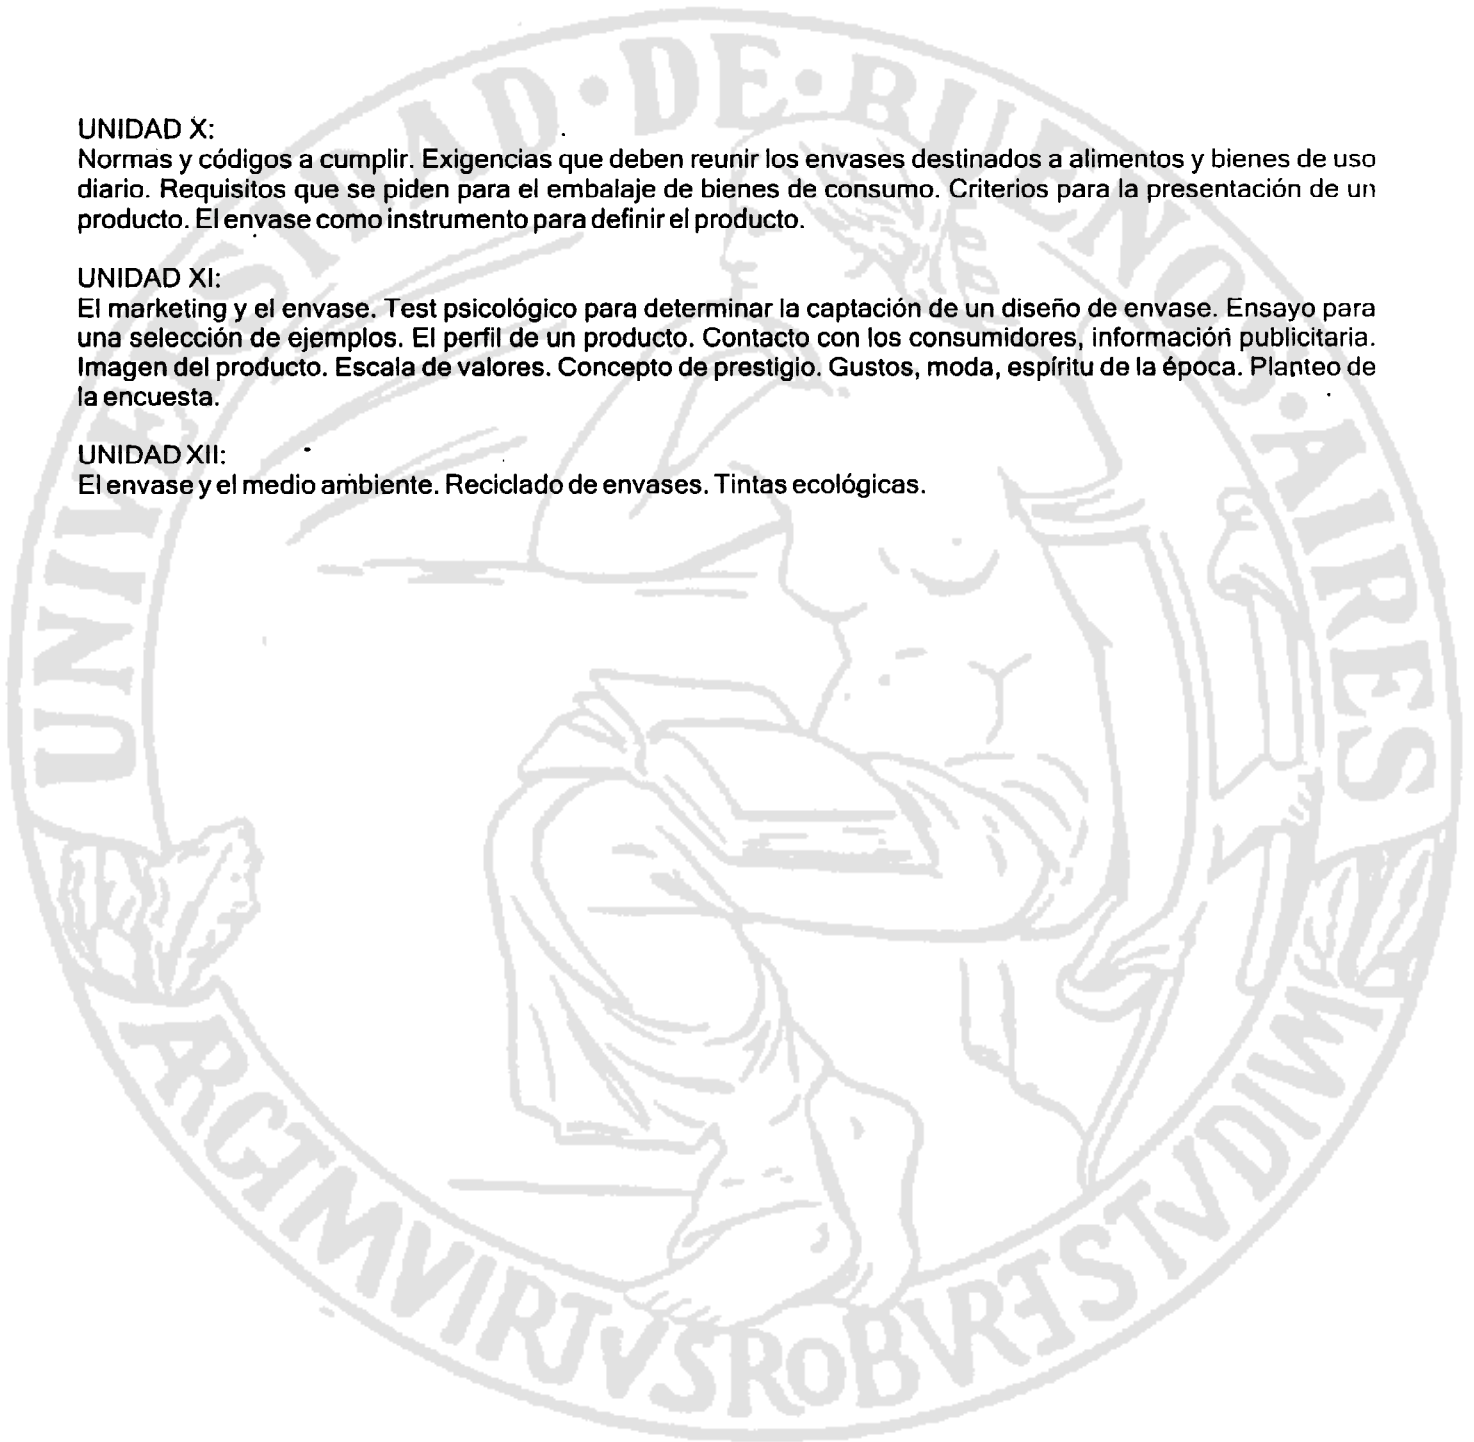 UNIDAD X:
Normas y códigos a cumplir. Exigencias que deben reunir los envases destinados a alimentos y bienes de uso
diario. Requisitos que se piden para el embalaje de bienes de consumo. Criterios para la presentación de un
producto. El envase como instrumento para definir el producto.
UNIDAD XI:
El marketing y el envase. Test psicológico para determinar la captación de un diseño de envase. Ensayo para
una selección de ejemplos. El perfil de un producto. Contacto con los consumidores, información publicitaria.
Imagen del producto. Escala de valores. Concepto de prestigio. Gustos, moda, espíritu de la época. Planteo de
la encuesta.
UNIDAD XII:
El envase y el medio ambiente. Reciclado de envases. Tintas ecológicas.
UNIVERSIDAD · DE · BUENOS · AIRES
ARGTMVIRTVSROBVRETSTVDIVM